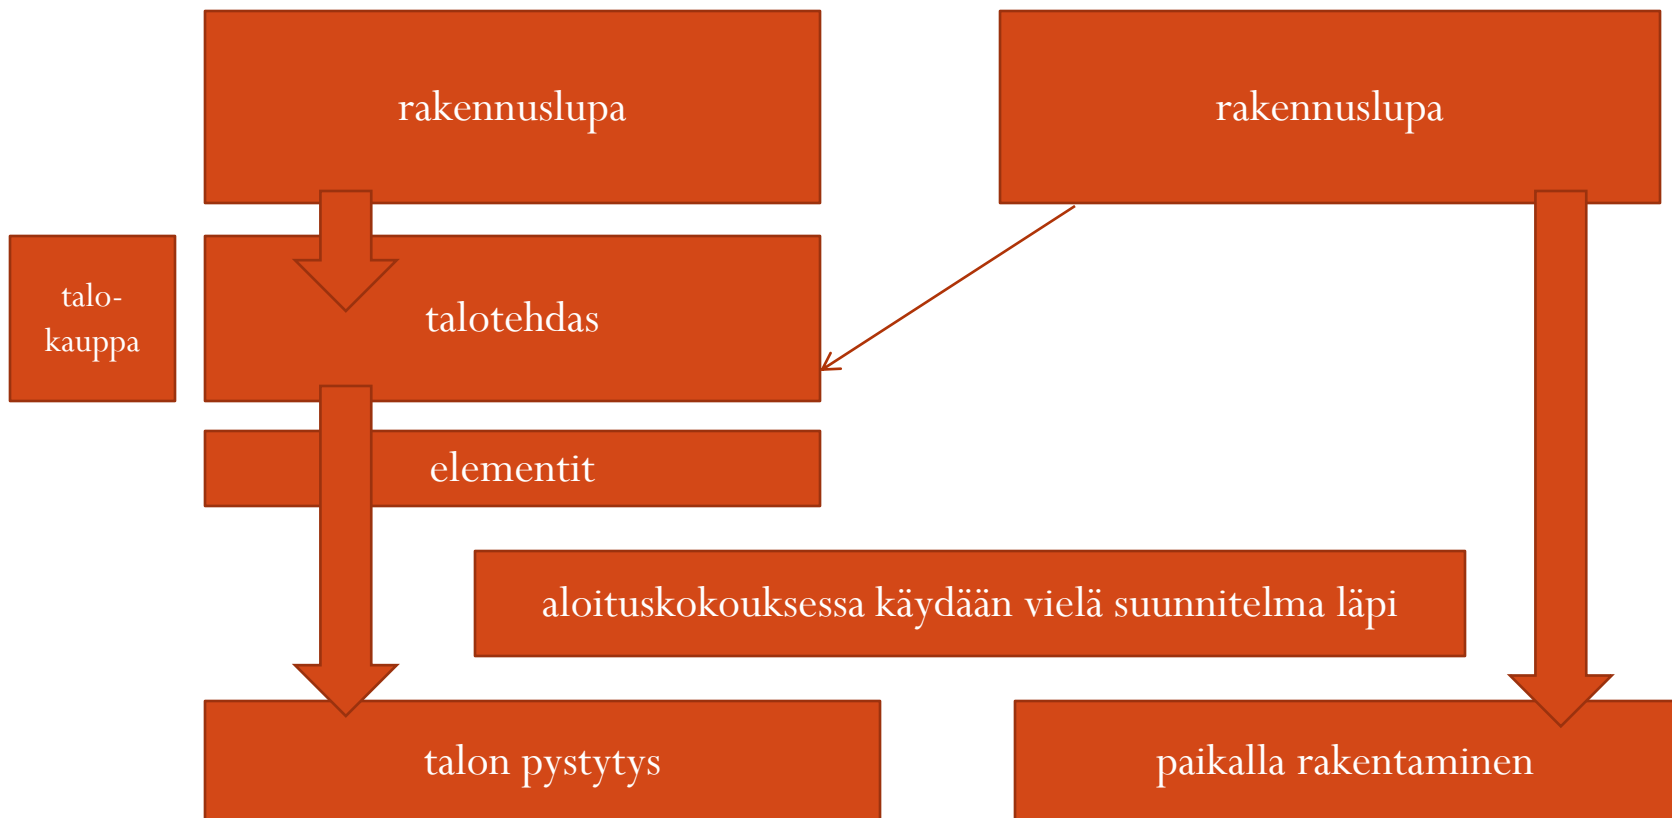 rakennuslupa
rakennuslupa
talo-
kauppa
talotehdas
elementit
aloituskokouksessa käydään vielä suunnitelma läpi
talon pystytys
paikalla rakentaminen